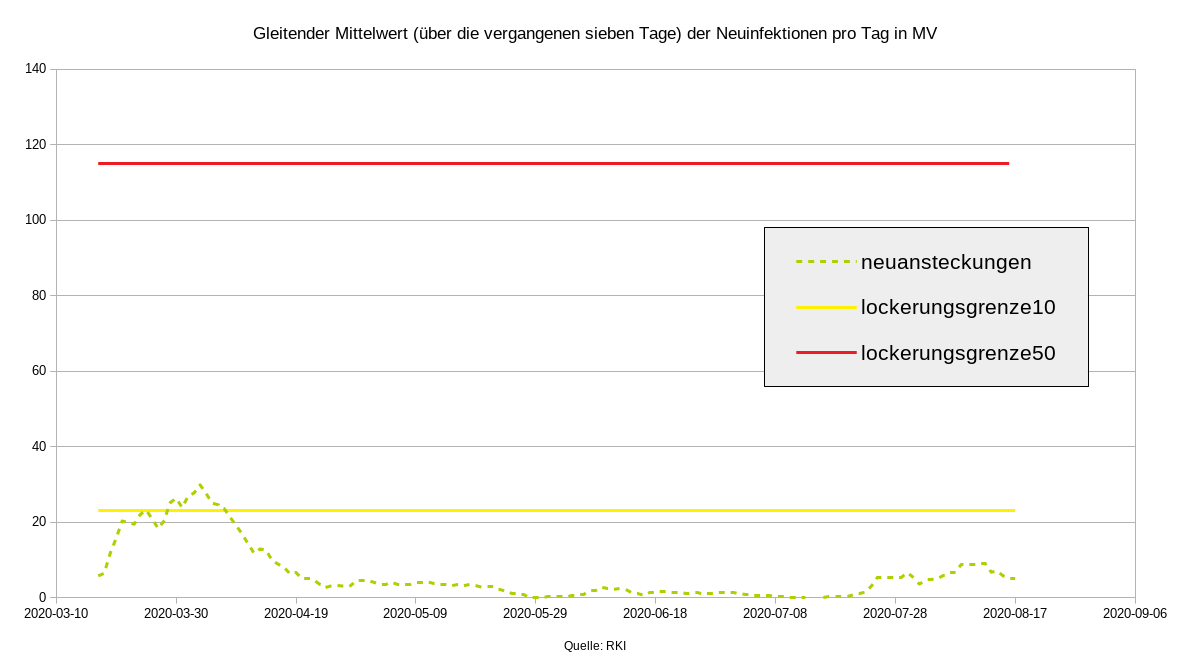 Gleitender Mittelwert (über die vergangenen sieben Tage) der Neuinfektionen pro Tag in MV
140
120
100
80
60
40
20
0
neuansteckungen
lockerungsgrenze10
lockerungsgrenze50
2020-03-10 2020-03-30 2020-04-19 2020-05-09 2020-05-29 2020-06-18 2020-07-08 2020-07-28 2020-08-17 2020-09-06
Quelle: RKI